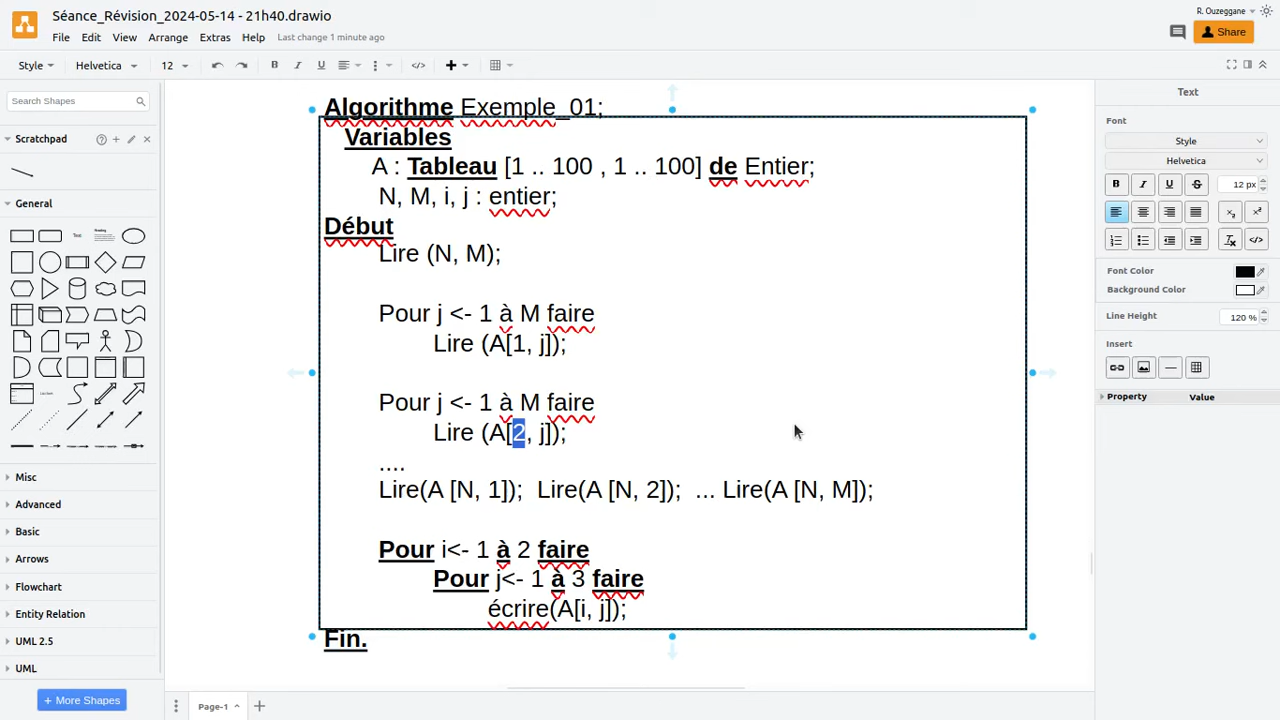 Séance_Révision_2024-05-14 - 21h40.drawio
R. Ouzeggane
File Edit View Arrange Extras Help Last change 1 minute ago
Share
Style Helvetica 12 B I U
Search Shapes
Scratchpad
General
Text
Heading
List Item
Misc
Advanced
Basic
Arrows
Flowchart
Entity Relation
UML 2.5
UML
+ More Shapes
Algorithme Exemple_01;
Variables
A : Tableau [1 .. 100 , 1 .. 100] de Entier;
N, M, i, j : entier;
Début
Lire (N, M);
Pour j <- 1 à M faire
Lire (A[1, j]);
Pour j <- 1 à M faire
Lire (A[2, j]);
....
Lire(A [N, 1]); Lire(A [N, 2]); ... Lire(A [N, M]);
Pour i<- 1 à 2 faire
Pour j<- 1 à 3 faire
écrire(A[i, j]);
Fin.
Page-1
Text
Font
Style
Helvetica
B I U S 12 px
Font Color
Background Color
Line Height 120 %
Insert
Property Value